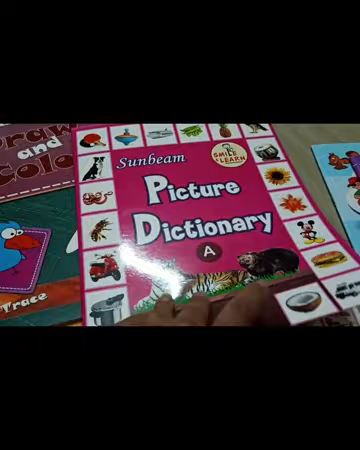 Draw
and
Colo
Trace
Sunbeam
SMILE
LEARN
Picture
Dictionary
A